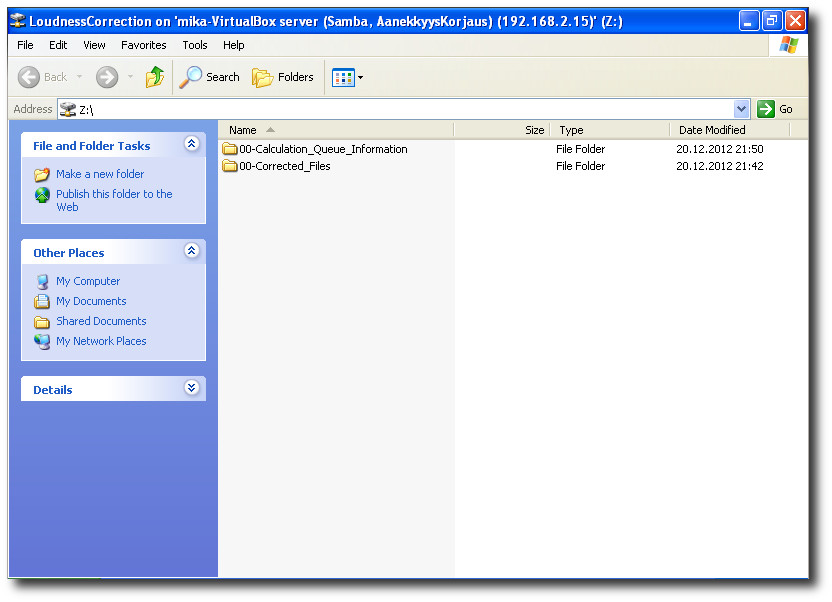 LoudnessCorrection on 'mika-VirtualBox server (Samba, AanekkyysKorjaus) (192.168.2.15)' (Z:)
File Edit View Favorites Tools Help
Back Search Folders
Address Z:\ Go
Name Size Type Date Modified
File and Folder Tasks
Make a new folder
Publish this folder to the
Web
Other Places
My Computer
My Documents
Shared Documents
My Network Places
Details
00-Calculation_Queue_Information File Folder 20.12.2012 21:50
00-Corrected_Files File Folder 20.12.2012 21:42